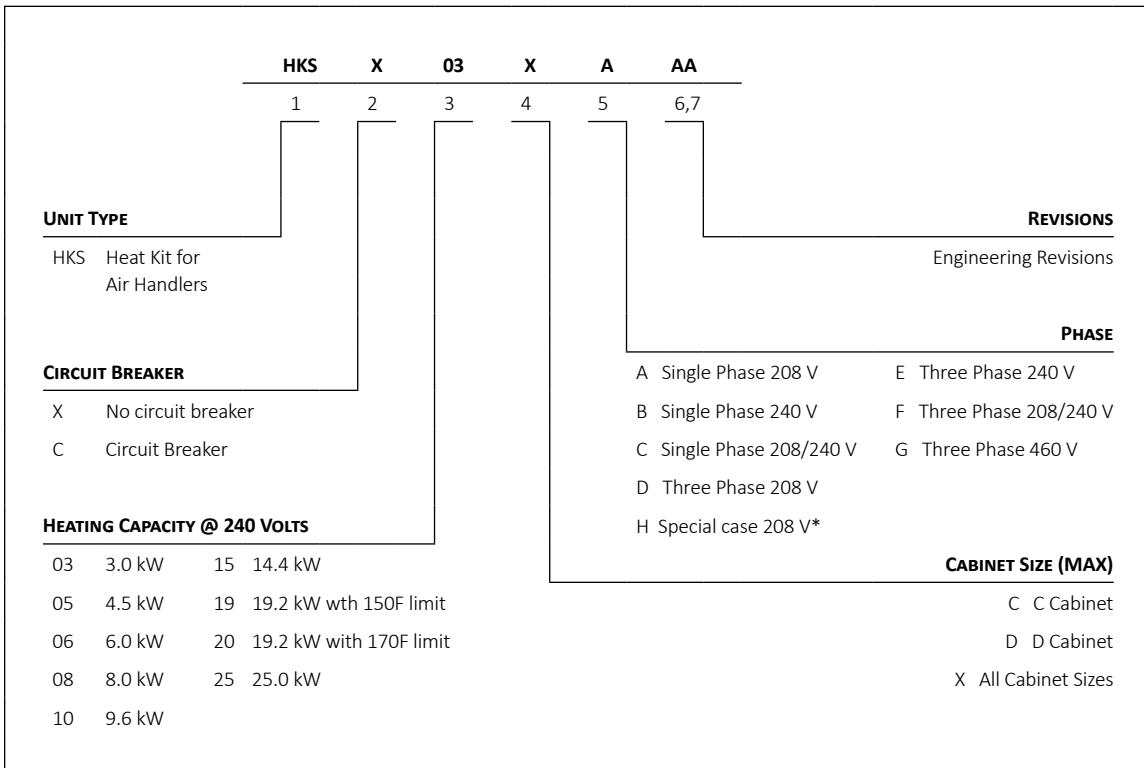 HKS X 03 X A AA
1 2 3 4 5 6,7
UNIT TYPE
HKS Heat Kit for
Air Handlers
REVISIONS
Engineering Revisions
PHASE
A Single Phase 208 V E Three Phase 240 V
B Single Phase 240 V F Three Phase 208/240 V
C Single Phase 208/240 V G Three Phase 460 V
D Three Phase 208 V
H Special case 208 V*
CIRCUIT BREAKER
X No circuit breaker
C Circuit Breaker
HEATING CAPACITY @ 240 VOLTS
03 3.0 kW 15 14.4 kW
05 4.5 kW 19 19.2 kW wth 150F limit
06 6.0 kW 20 19.2 kW with 170F limit
08 8.0 kW 25 25.0 kW
10 9.6 kW
CABINET SIZE (MAX)
C C Cabinet
D D Cabinet
X All Cabinet Sizes